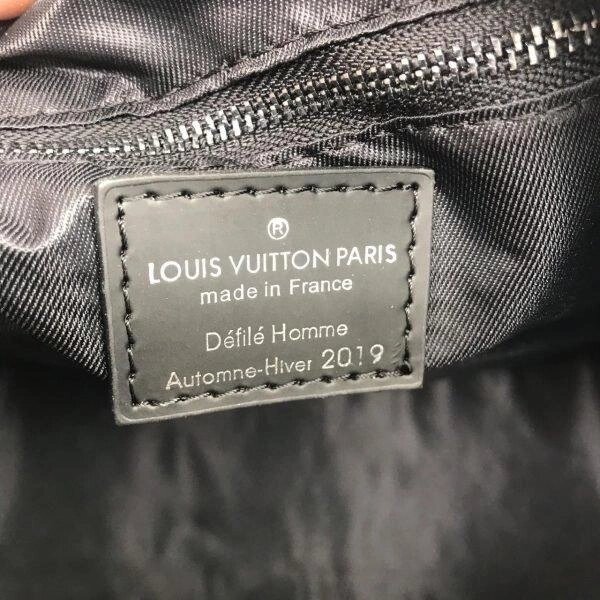 ®
LOUIS VUITTON PARIS
made in France
Défilé Homme
Automne-Hiver 2019